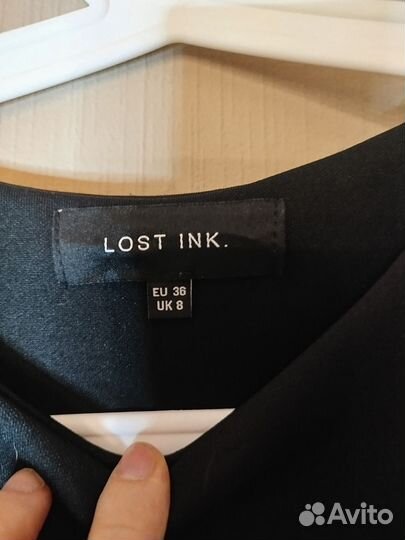 LOST INK.
EU 36
UK 8
Avito